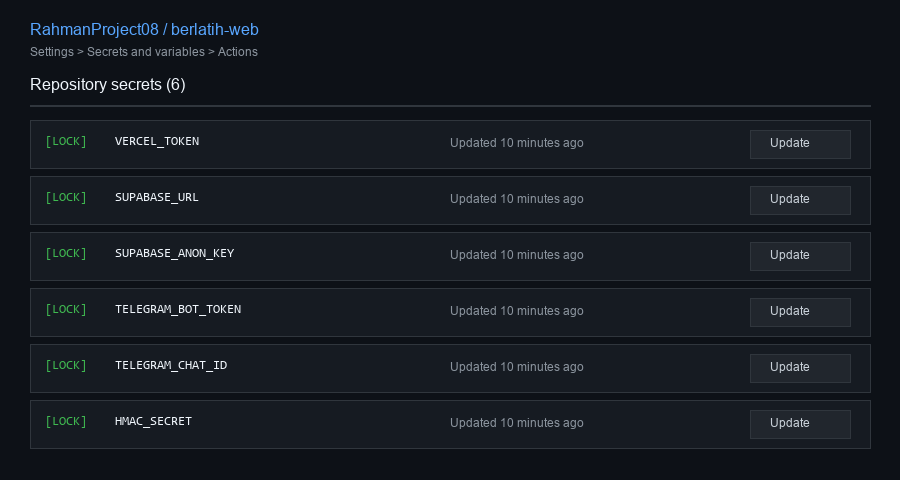 RahmanProject08 / berlatih-web
Settings > Secrets and variables > Actions
Repository secrets (6)
[LOCK] VERCEL_TOKEN Updated 10 minutes ago Update
[LOCK] SUPABASE_URL Updated 10 minutes ago Update
[LOCK] SUPABASE_ANON_KEY Updated 10 minutes ago Update
[LOCK] TELEGRAM_BOT_TOKEN Updated 10 minutes ago Update
[LOCK] TELEGRAM_CHAT_ID Updated 10 minutes ago Update
[LOCK] HMAC_SECRET Updated 10 minutes ago Update